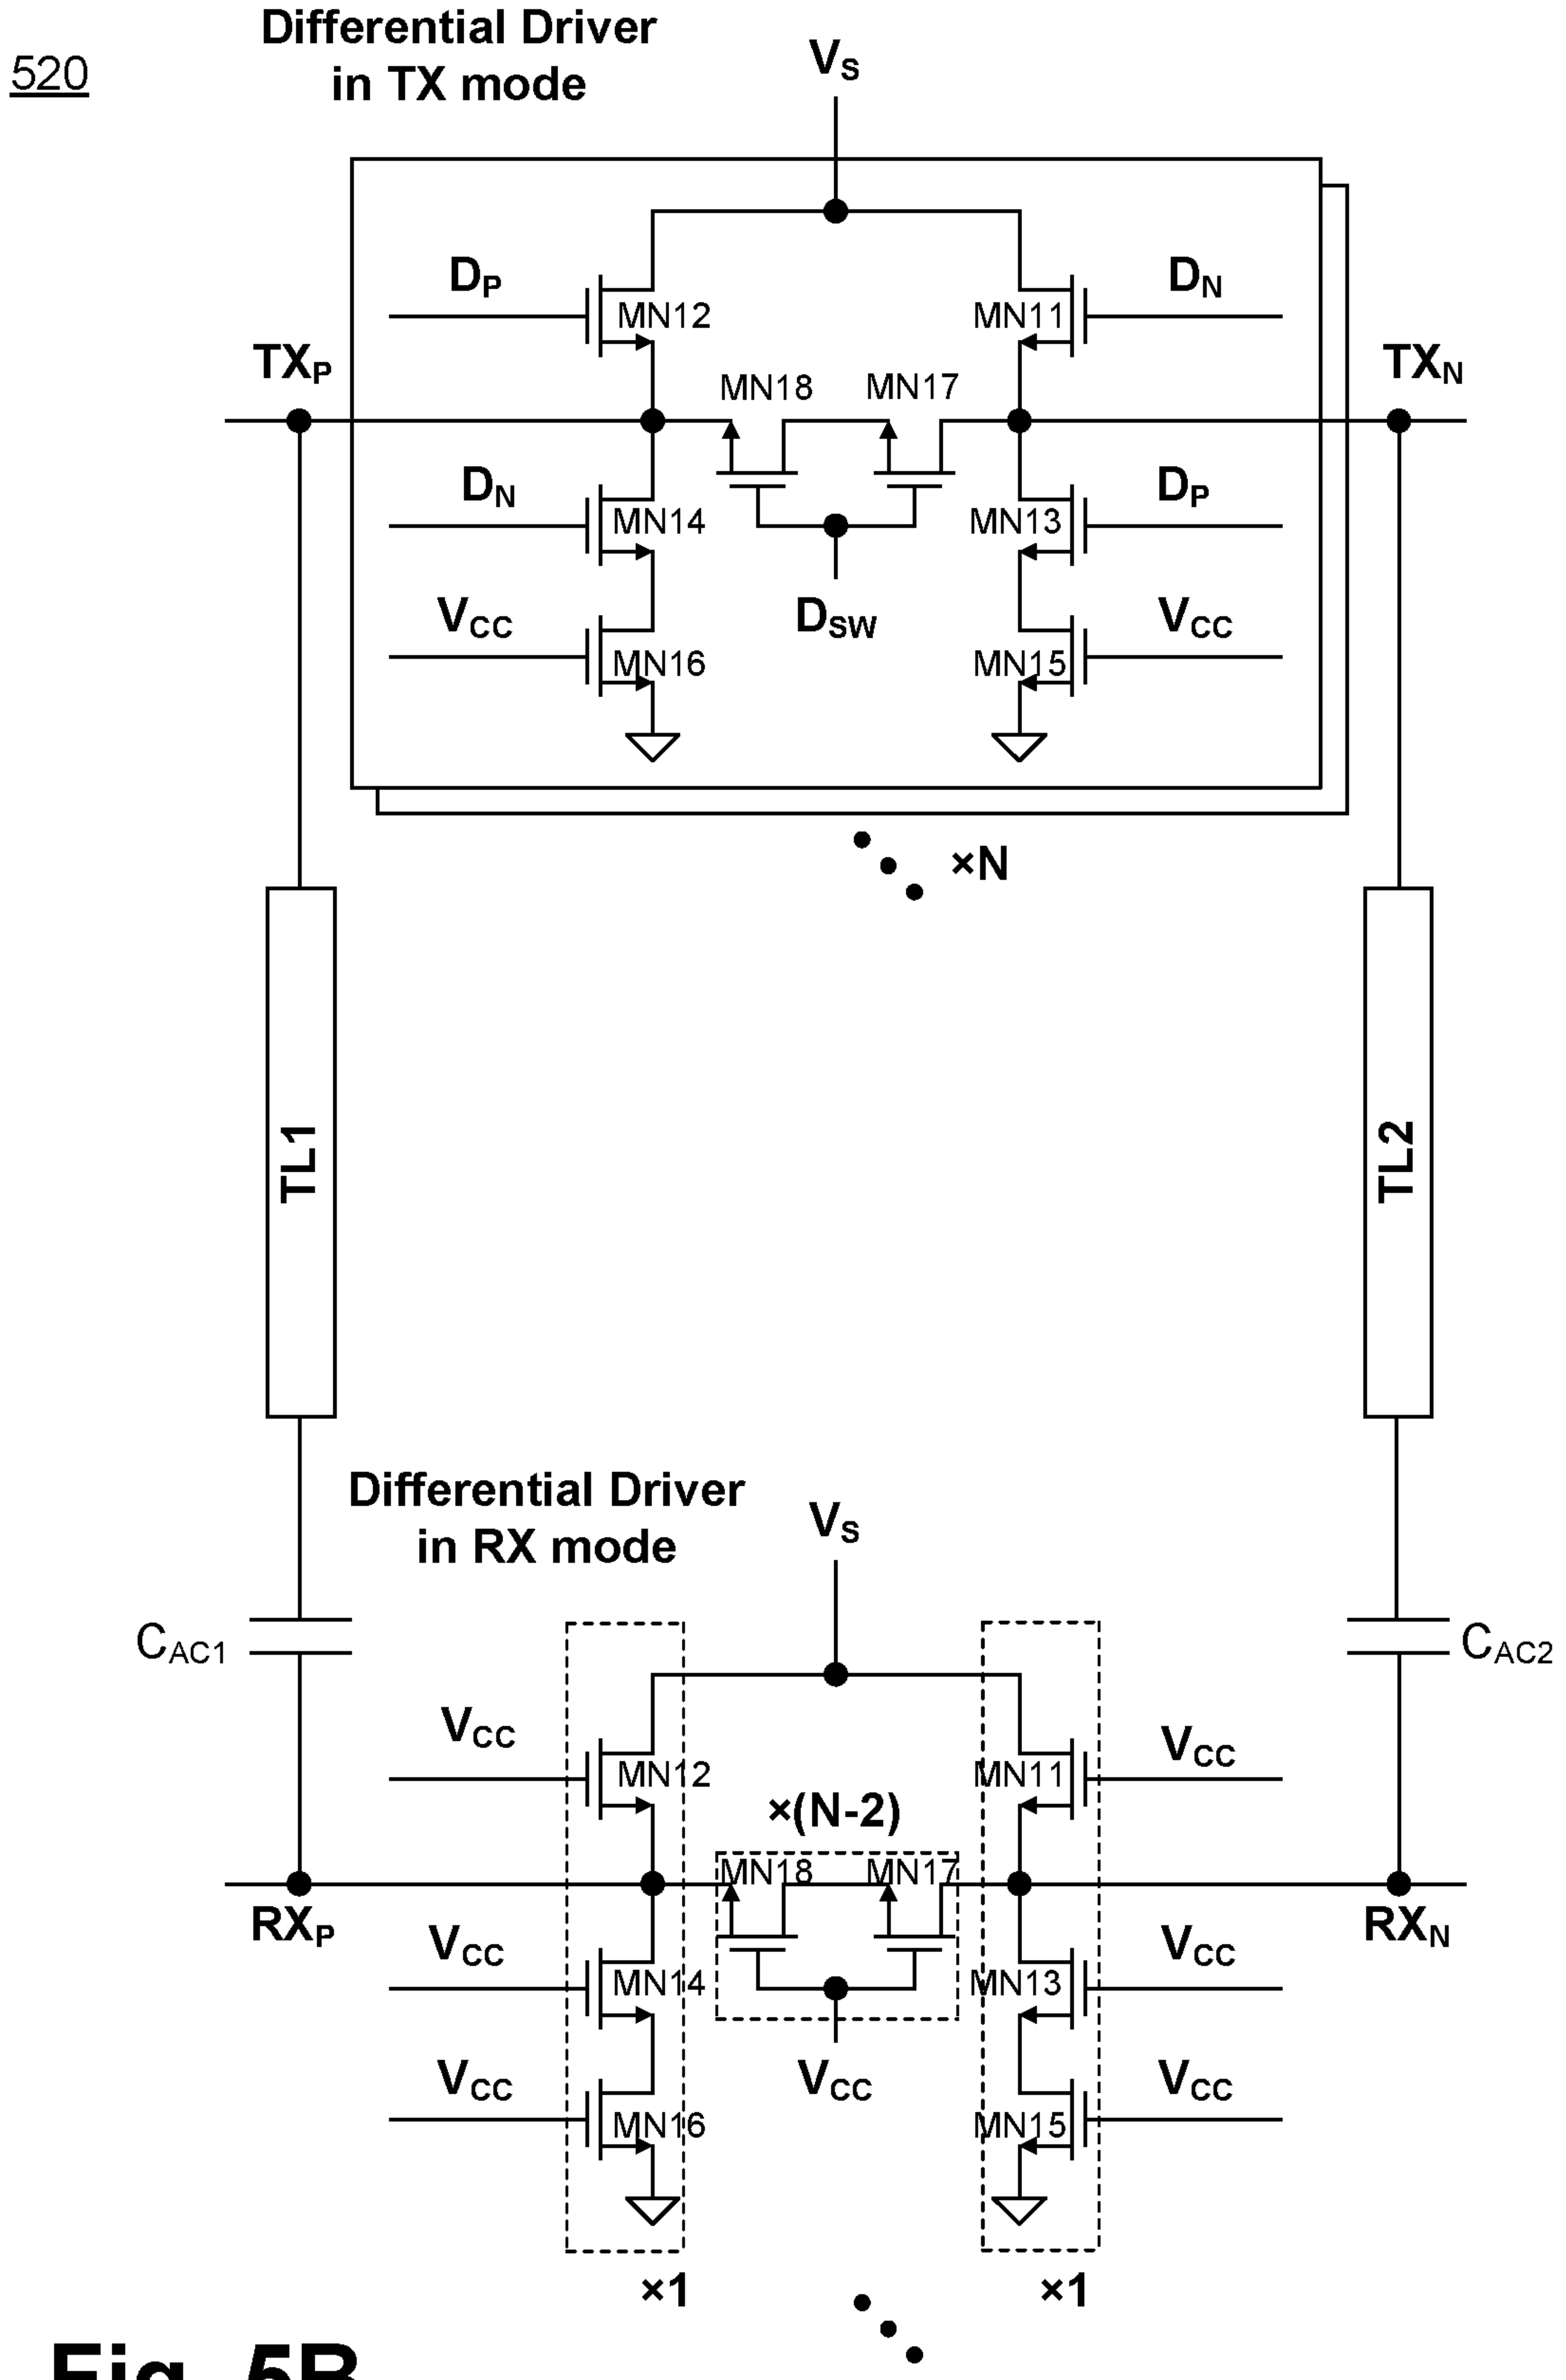 Differential Driver
in TX mode
520
VS
DP
DN
MN12
MN11
TXP
TXN
MN18
MN17
DN
DP
MN14
MN13
VCC
DSW
VCC
MN16
MN15
×N
TL1
TL2
Differential Driver
in RX mode
VS
CAC1
CAC2
VCC
VCC
MN12
MN11
×(N-2)
MN18
MN17
RXP
RXN
VCC
VCC
MN14
MN13
VCC
VCC
VCC
MN16
MN15
×1
×1
Fig. 5B